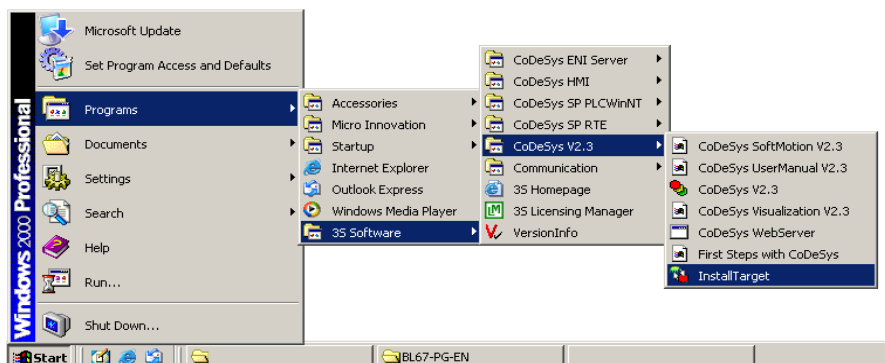 Windows 2000 Professional
Microsoft Update
Set Program Access and Defaults
Programs
Documents
Settings
Search
Help
Run...
Shut Down...
Accessories
Micro Innovation
Startup
Internet Explorer
Outlook Express
Windows Media Player
3S Software
CoDeSys ENI Server
CoDeSys HMI
CoDeSys SP PLCWinNT
CoDeSys SP RTE
CoDeSys V2.3
Communication
3S Homepage
3S Licensing Manager
VersionInfo
CoDeSys SoftMotion V2.3
CoDeSys UserManual V2.3
CoDeSys V2.3
CoDeSys Visualization V2.3
CoDeSys WebServer
First Steps with CoDeSys
InstallTarget
Start
BL67-PG-EN